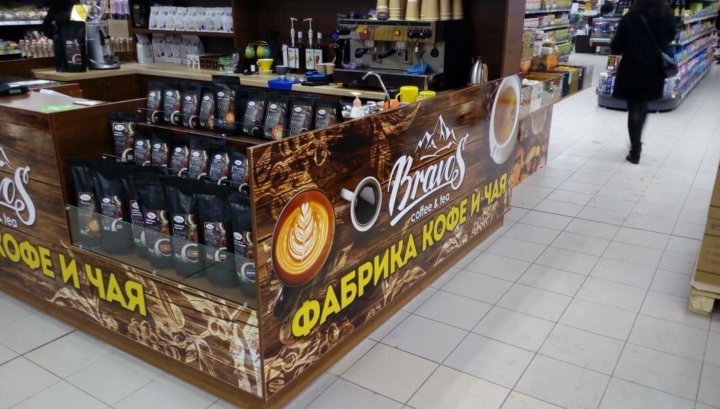 Bravos
coffee & tea
КОФЕ И ЧАЯ
Bravos
coffee & tea
ФАБРИКА КОФЕ И ЧАЯ